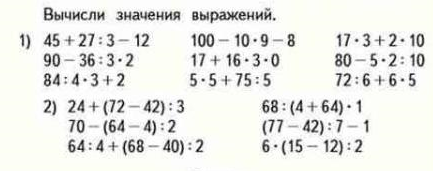 Вычисли значения выражений.
1) 45 + 27 : 3 – 12 100 – 10 · 9 – 8 17 · 3 + 2 · 10
90 – 36 : 3 · 2 17 + 16 · 3 · 0 80 – 5 · 2 : 10
84 : 4 · 3 + 2 5 · 5 + 75 : 5 72 : 6 + 6 · 5
2) 24 + (72 – 42) : 3 68 : (4 + 64) · 1
70 – (64 – 4) : 2 (77 – 42) : 7 – 1
64 : 4 + (68 – 40) : 2 6 · (15 – 12) : 2